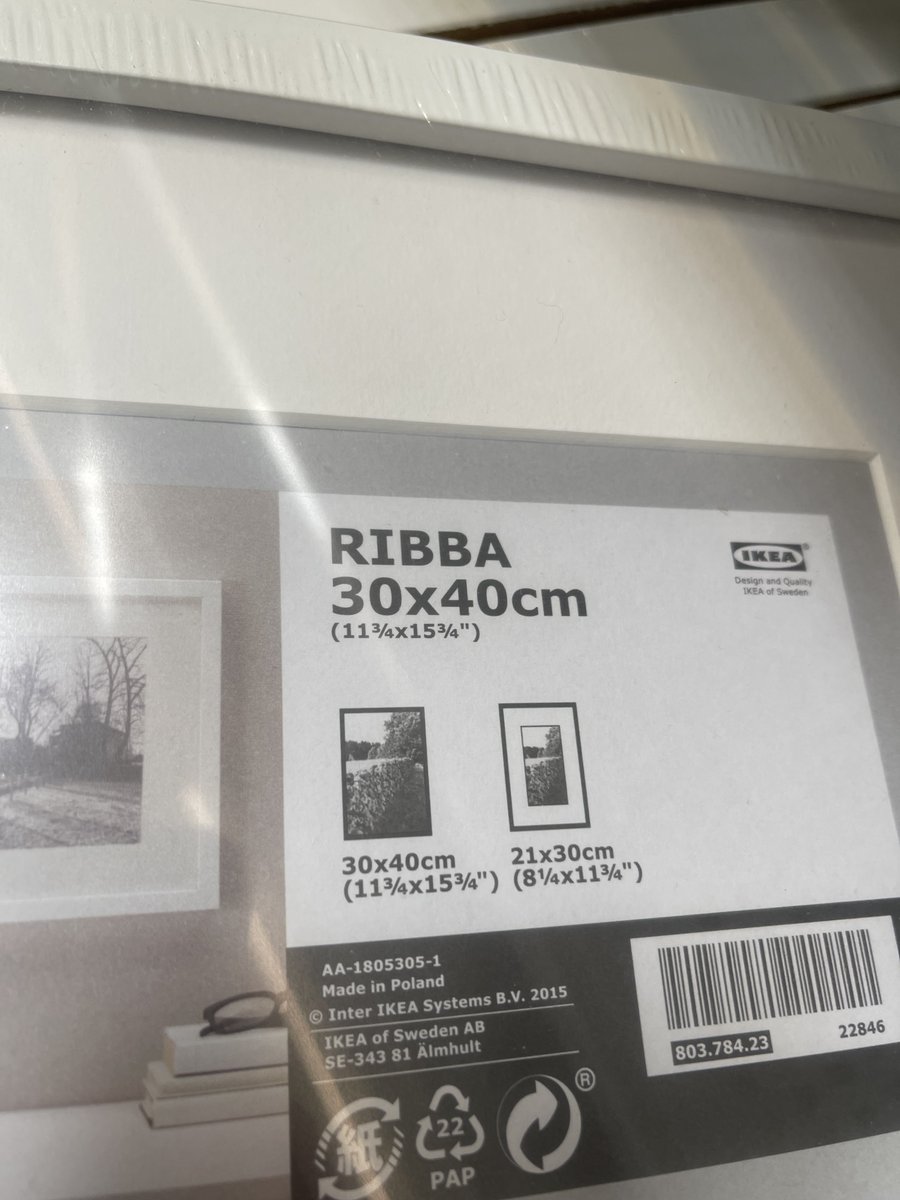 RIBBA
30x40cm
(11¾x15¾")
IKEA®
Design and Quality
IKEA of Sweden
30x40cm
(11¾x15¾")
21x30cm
(8¼x11¾")
AA-1805305-1
Made in Poland
© Inter IKEA Systems B.V. 2015
IKEA of Sweden AB
SE-343 81 Älmhult
803.784.23
22846
紙
22
PAP
®